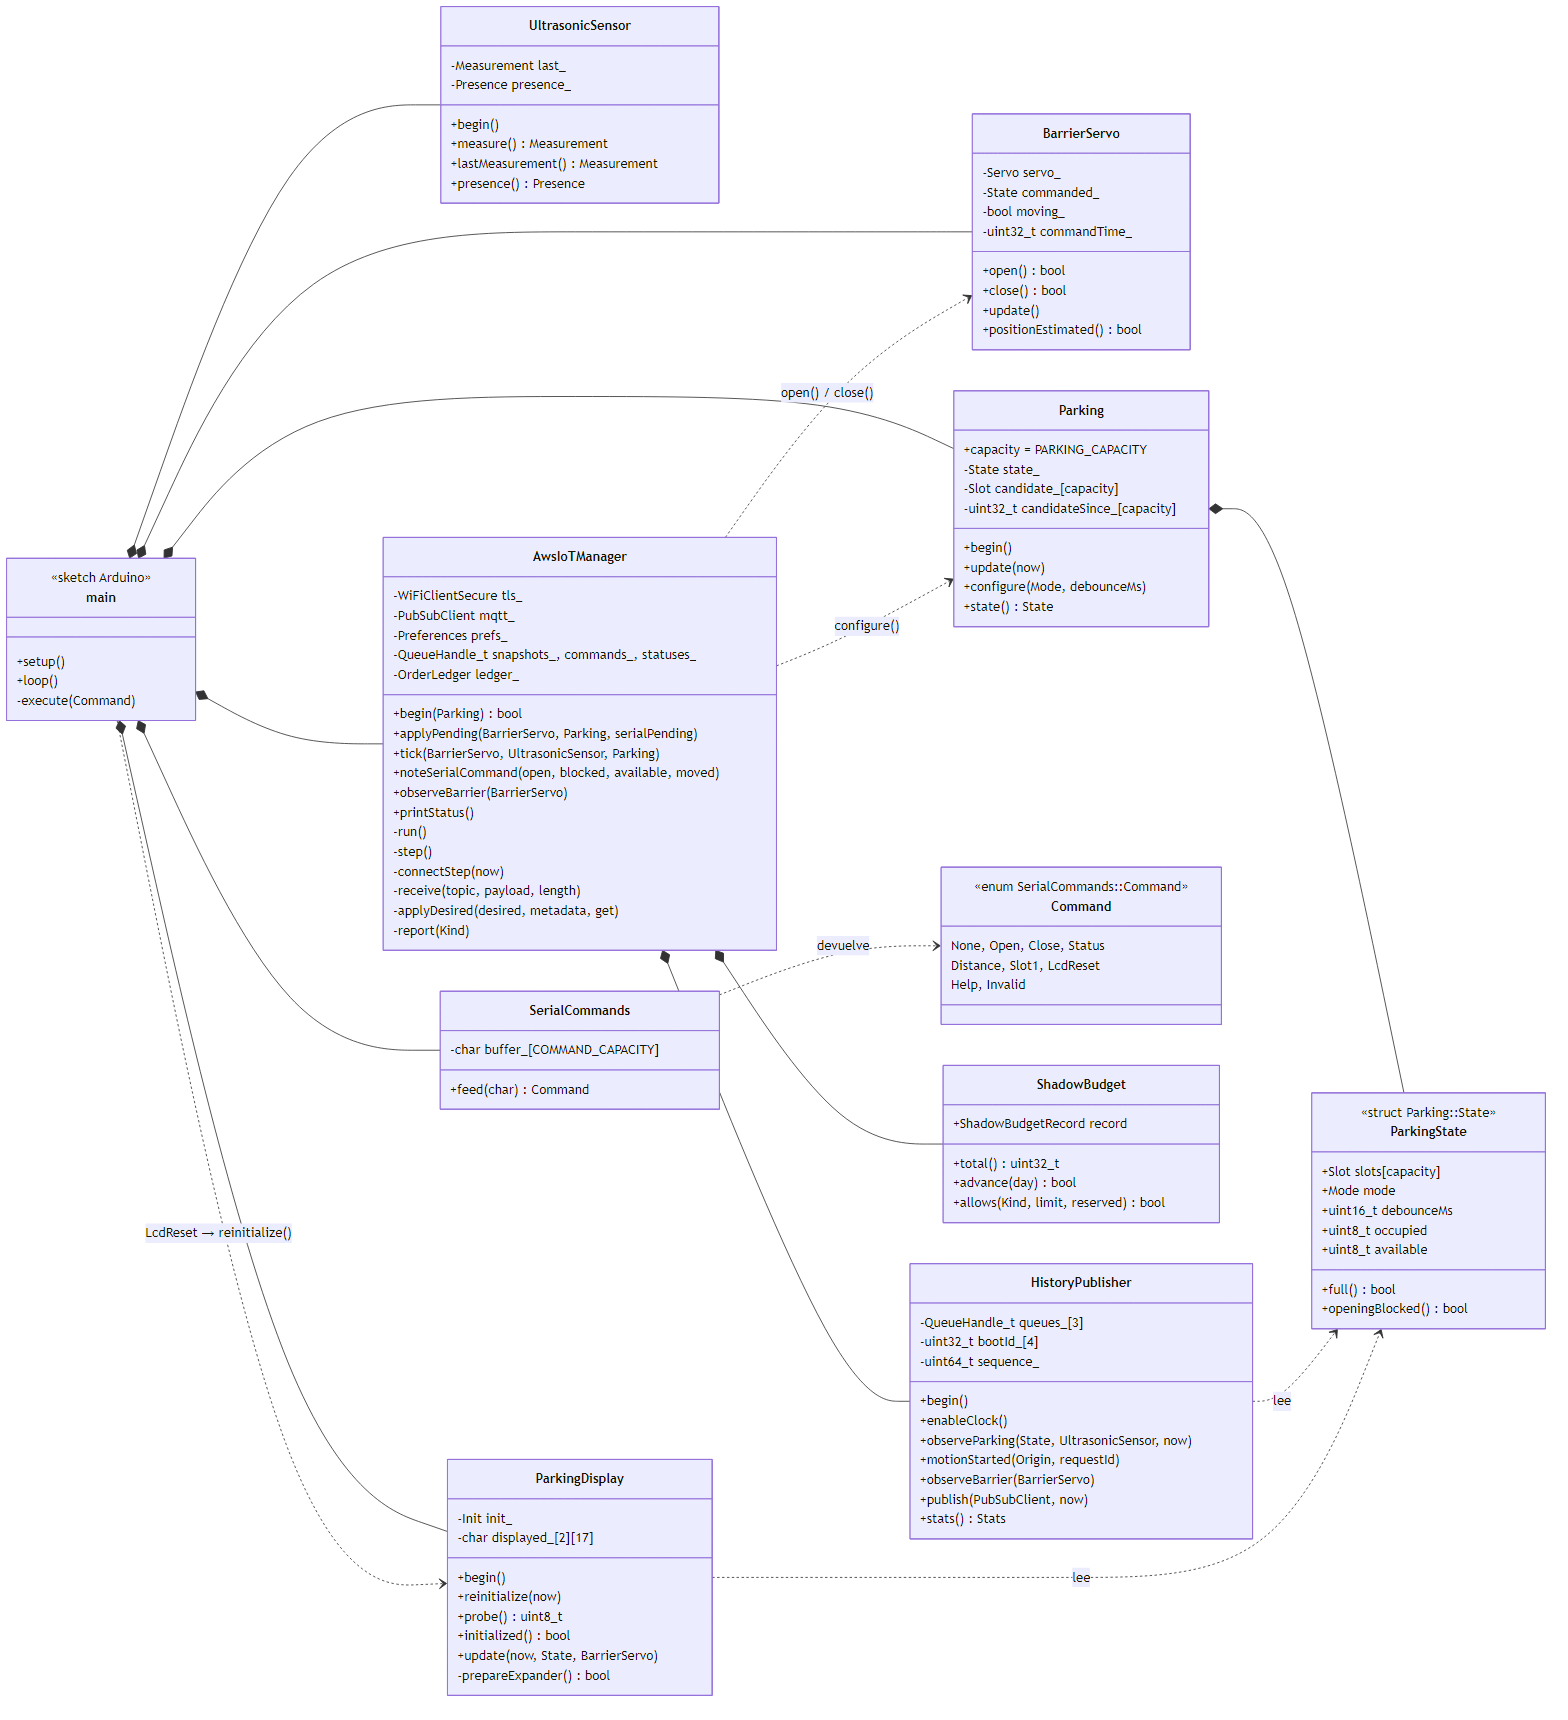 UltrasonicSensor
-Measurement last_
-Presence presence_
+begin()
+measure() : Measurement
+lastMeasurement() : Measurement
+presence() : Presence
BarrierServo
-Servo servo_
-State commanded_
-bool moving_
-uint32_t commandTime_
+open() : bool
+close() : bool
+update()
+positionEstimated() : bool
open() / close()
Parking
+capacity = PARKING_CAPACITY
-State state_
-Slot candidate_[capacity]
-uint32_t candidateSince_[capacity]
+begin()
+update(now)
+configure(Mode, debounceMs)
+state() : State
«sketch Arduino»
main
+setup()
+loop()
-execute(Command)
AwsIoTManager
-WiFiClientSecure tls_
-PubSubClient mqtt_
-Preferences prefs_
-QueueHandle_t snapshots_, commands_, statuses_
-OrderLedger ledger_
+begin(Parking) : bool
+applyPending(BarrierServo, Parking, serialPending)
+tick(BarrierServo, UltrasonicSensor, Parking)
+noteSerialCommand(open, blocked, available, moved)
+observeBarrier(BarrierServo)
+printStatus()
-run()
-step()
-connectStep(now)
-receive(topic, payload, length)
-applyDesired(desired, metadata, get)
-report(Kind)
configure()
«enum SerialCommands::Command»
Command
None, Open, Close, Status
Distance, Slot1, LcdReset
Help, Invalid
devuelve
SerialCommands
-char buffer_[COMMAND_CAPACITY]
+feed(char) : Command
ShadowBudget
+ShadowBudgetRecord record
+total() : uint32_t
+advance(day) : bool
+allows(Kind, limit, reserved) : bool
«struct Parking::State»
ParkingState
+Slot slots[capacity]
+Mode mode
+uint16_t debounceMs
+uint8_t occupied
+uint8_t available
+full() : bool
+openingBlocked() : bool
LcdReset → reinitialize()
HistoryPublisher
-QueueHandle_t queues_[3]
-uint32_t bootId_[4]
-uint64_t sequence_
+begin()
+enableClock()
+observeParking(State, UltrasonicSensor, now)
+motionStarted(Origin, requestId)
+observeBarrier(BarrierServo)
+publish(PubSubClient, now)
+stats() : Stats
lee
ParkingDisplay
-Init init_
-char displayed_[2][17]
+begin()
+reinitialize(now)
+probe() : uint8_t
+initialized() : bool
+update(now, State, BarrierServo)
-prepareExpander() : bool
lee